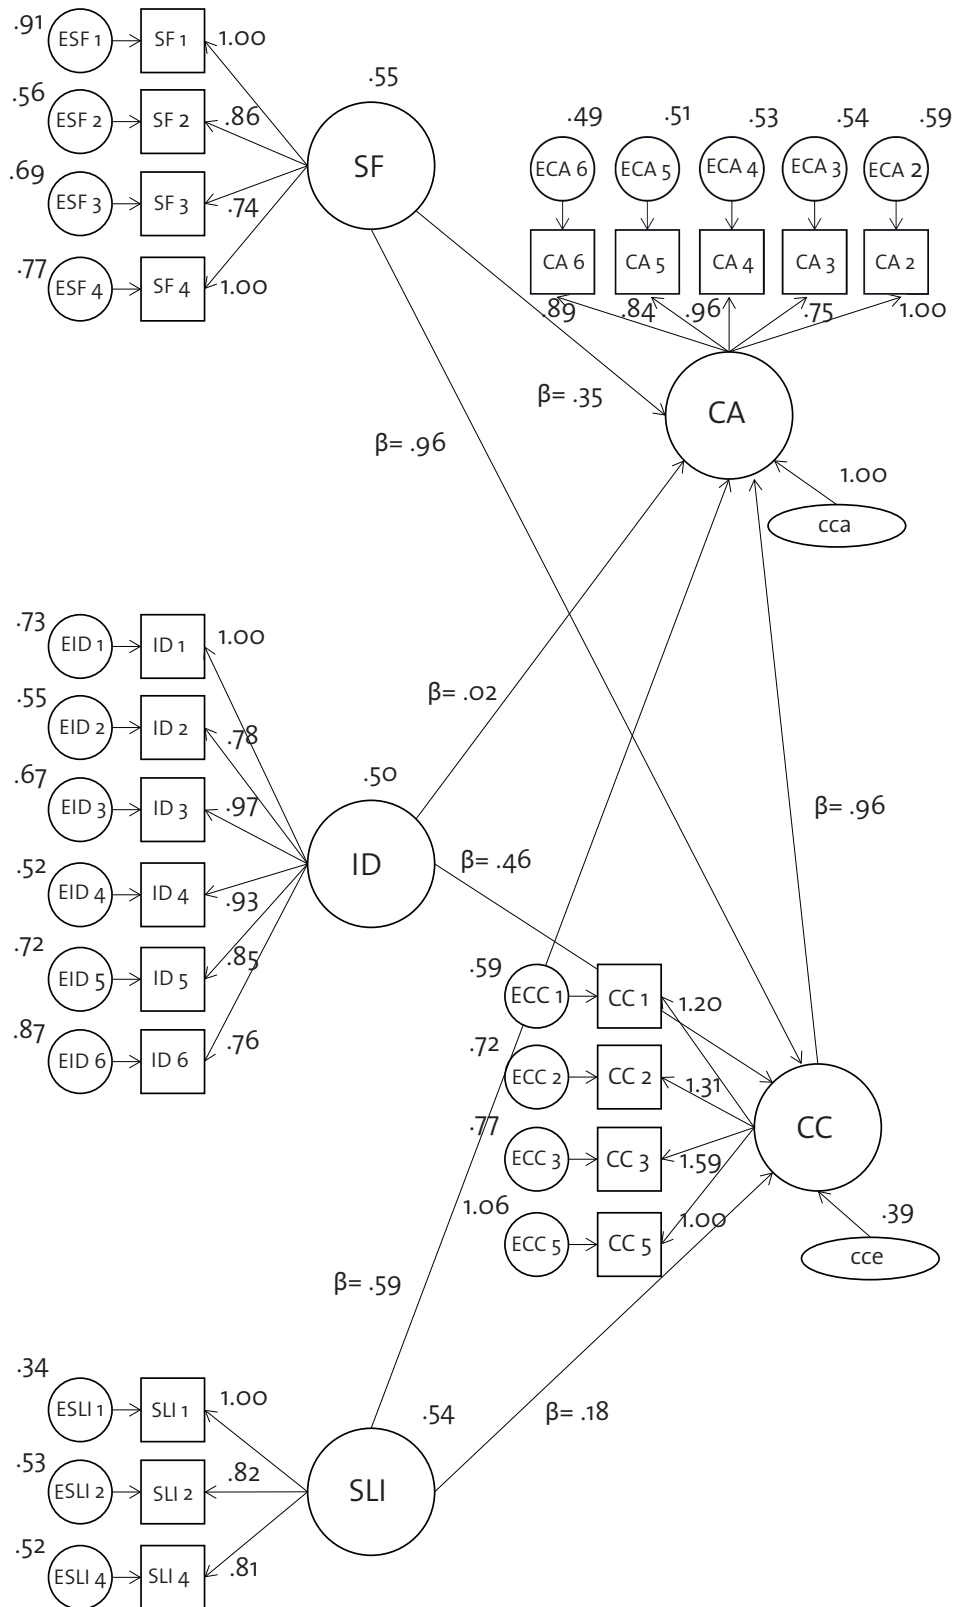 .91
ESF 1
SF 1
1.00
.56
ESF 2
SF 2
.86
.69
ESF 3
SF 3
.74
.77
ESF 4
SF 4
1.00
.55
SF
.49
.51
.53
.54
.59
ECA 6
ECA 5
ECA 4
ECA 3
ECA 2
CA 6
CA 5
CA 4
CA 3
CA 2
.89
.84
.96
.75
1.00
CA
β= .35
β= .96
1.00
cca
.73
EID 1
ID 1
1.00
.55
EID 2
ID 2
.78
.67
EID 3
ID 3
.97
.52
EID 4
ID 4
.93
.72
EID 5
ID 5
.85
.87
EID 6
ID 6
.76
β= .02
.50
ID
β= .46
β= .96
.59
ECC 1
CC 1
1.20
.72
ECC 2
CC 2
1.31
.77
ECC 3
CC 3
1.59
1.06
ECC 5
CC 5
1.00
CC
.39
cce
β= .59
.34
ESLI 1
SLI 1
1.00
.53
ESLI 2
SLI 2
.82
.52
ESLI 4
SLI 4
.81
.54
SLI
β= .18